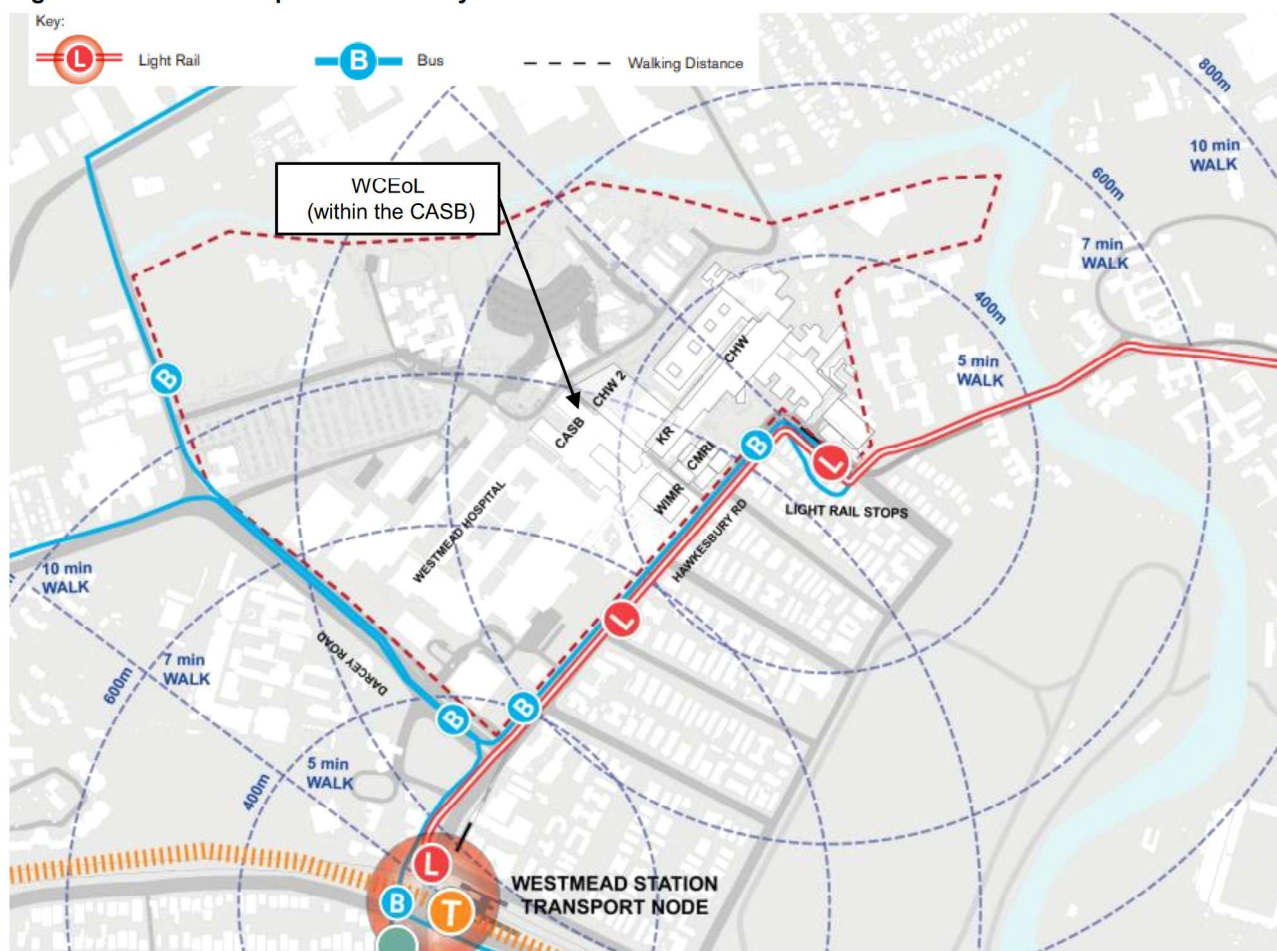 Key:
L
Light Rail
B
Bus
Walking Distance
800m
10 min
WALK
WCEoL
(within the CASB)
600m
7 min
WALK
400m
5 min
WALK
CHW
CHW 2
B
CASB
KR
CMRI
B
L
WIMR
LIGHT RAIL STOPS
WESTMEAD HOSPITAL
HAWKESBURY RD
10 min
WALK
L
DARCEY ROAD
7 min
WALK
600m
B
B
5 min
WALK
400m
L
WESTMEAD STATION
TRANSPORT NODE
B
T